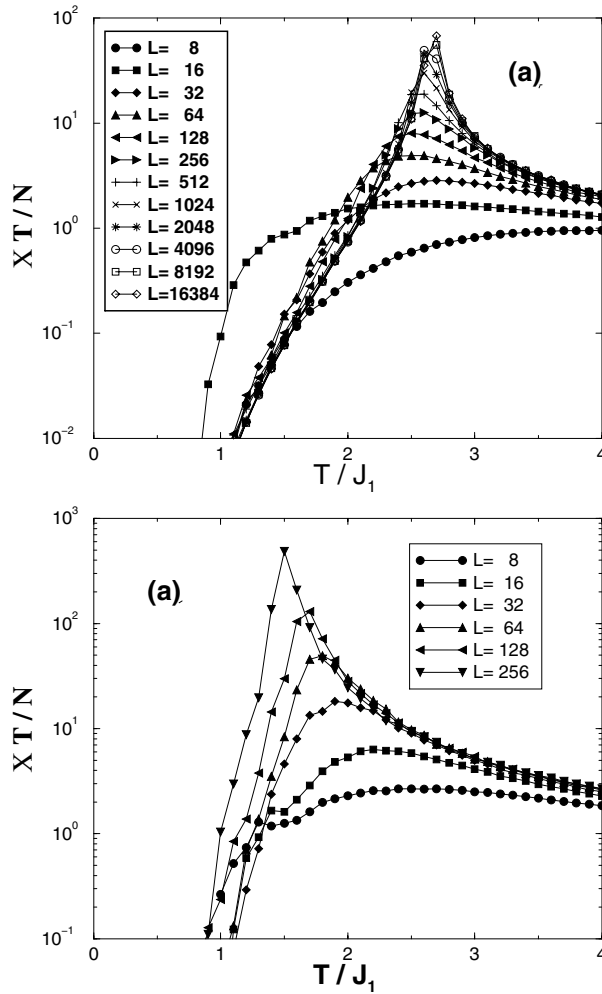 10²
10¹
10⁰
10⁻¹
10⁻²
X T / N
L= 8
L= 16
L= 32
L= 64
L= 128
L= 256
L= 512
L=1024
L=2048
L= 4096
L= 8192
L=16384
(a)
0 1 2 3 4
T / J₁
10³
10²
10¹
10⁰
10⁻¹
X T / N
(a)
L= 8
L= 16
L= 32
L= 64
L= 128
L= 256
0 1 2 3 4
T / J₁